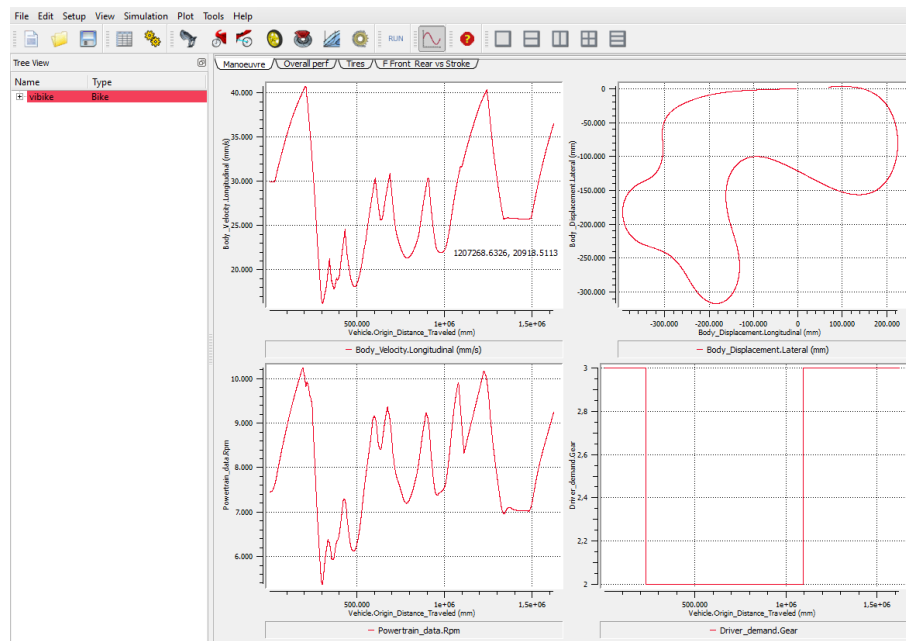 File Edit Setup View Simulation Plot Tools Help
RUN
?
Tree View
Name Type
vibike Bike
Manoeuvre Overall perf Tires F Front Rear vs Stroke
Body_Velocity.Longitudinal (mm/s)
40.000
35.000
30.000
25.000
20.000
1207268.6326, 20918.5113
500.000 1e+06 1.5e+06
Vehicle.Origin_Distance_Traveled (mm)
Body_Velocity.Longitudinal (mm/s)
Body_Displacement.Lateral (mm)
0
-50.000
-100.000
-150.000
-200.000
-250.000
-300.000
-300.000 -200.000 -100.000 0 100.000 200.000
Body_Displacement.Longitudinal (mm)
Body_Displacement.Lateral (mm)
Powertrain_data.Rpm
10.000
9.000
8.000
7.000
6.000
500.000 1e+06 1.5e+06
Vehicle.Origin_Distance_Traveled (mm)
Powertrain_data.Rpm
Driver_demand.Gear
3
2,8
2,6
2,4
2,2
2
500.000 1e+06 1,5e+06
Vehicle.Origin_Distance_Traveled (mm)
Driver_demand.Gear